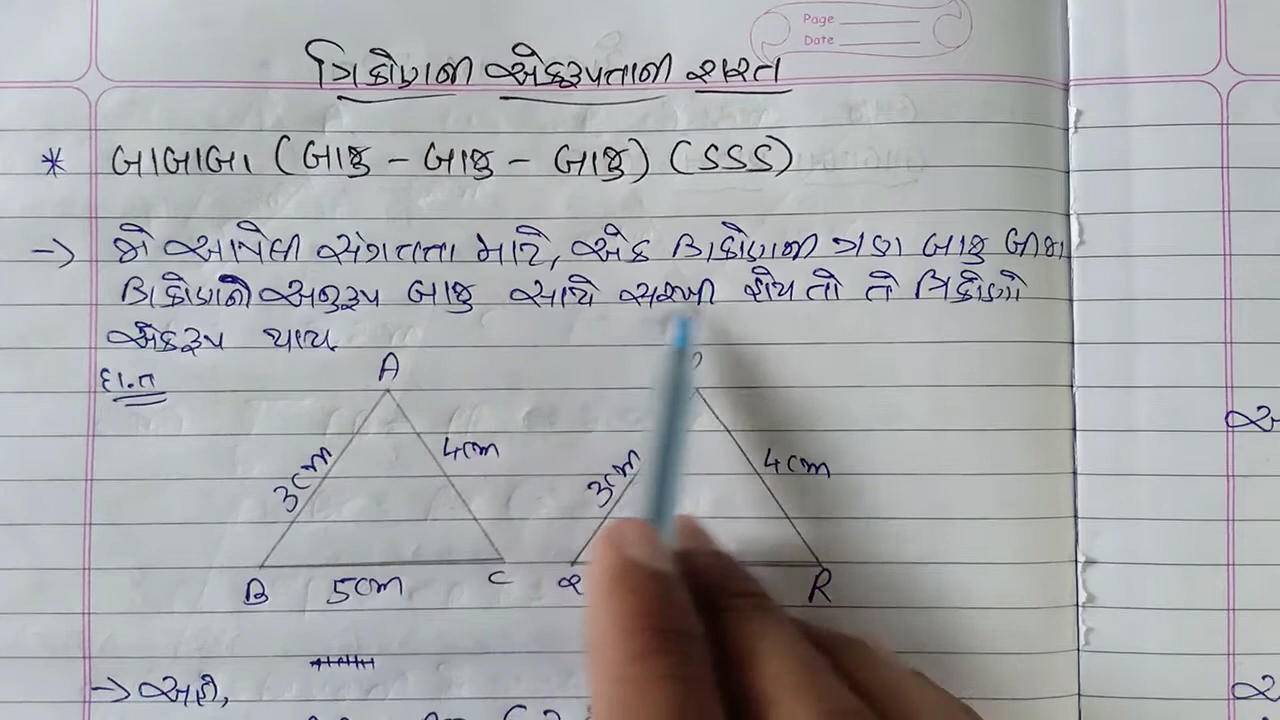 Page
Date
ત્રિકોણની એકરૂપતાની શરત
* બાબાબા (બાજુ - બાજુ - બાજુ) (SSS)
→ જો આપેલી સંગતતા માટે, એક ત્રિકોણની ત્રણ બાજુ બીજા
ત્રિકોણની અનુરૂપ બાજુ સાથે સરખી હોય તો તે ત્રિકોણો
એકરૂપ થાય.
દા.ત
A
3cm 4cm 3cm 4cm
B 5cm C Q R
→ અહી,